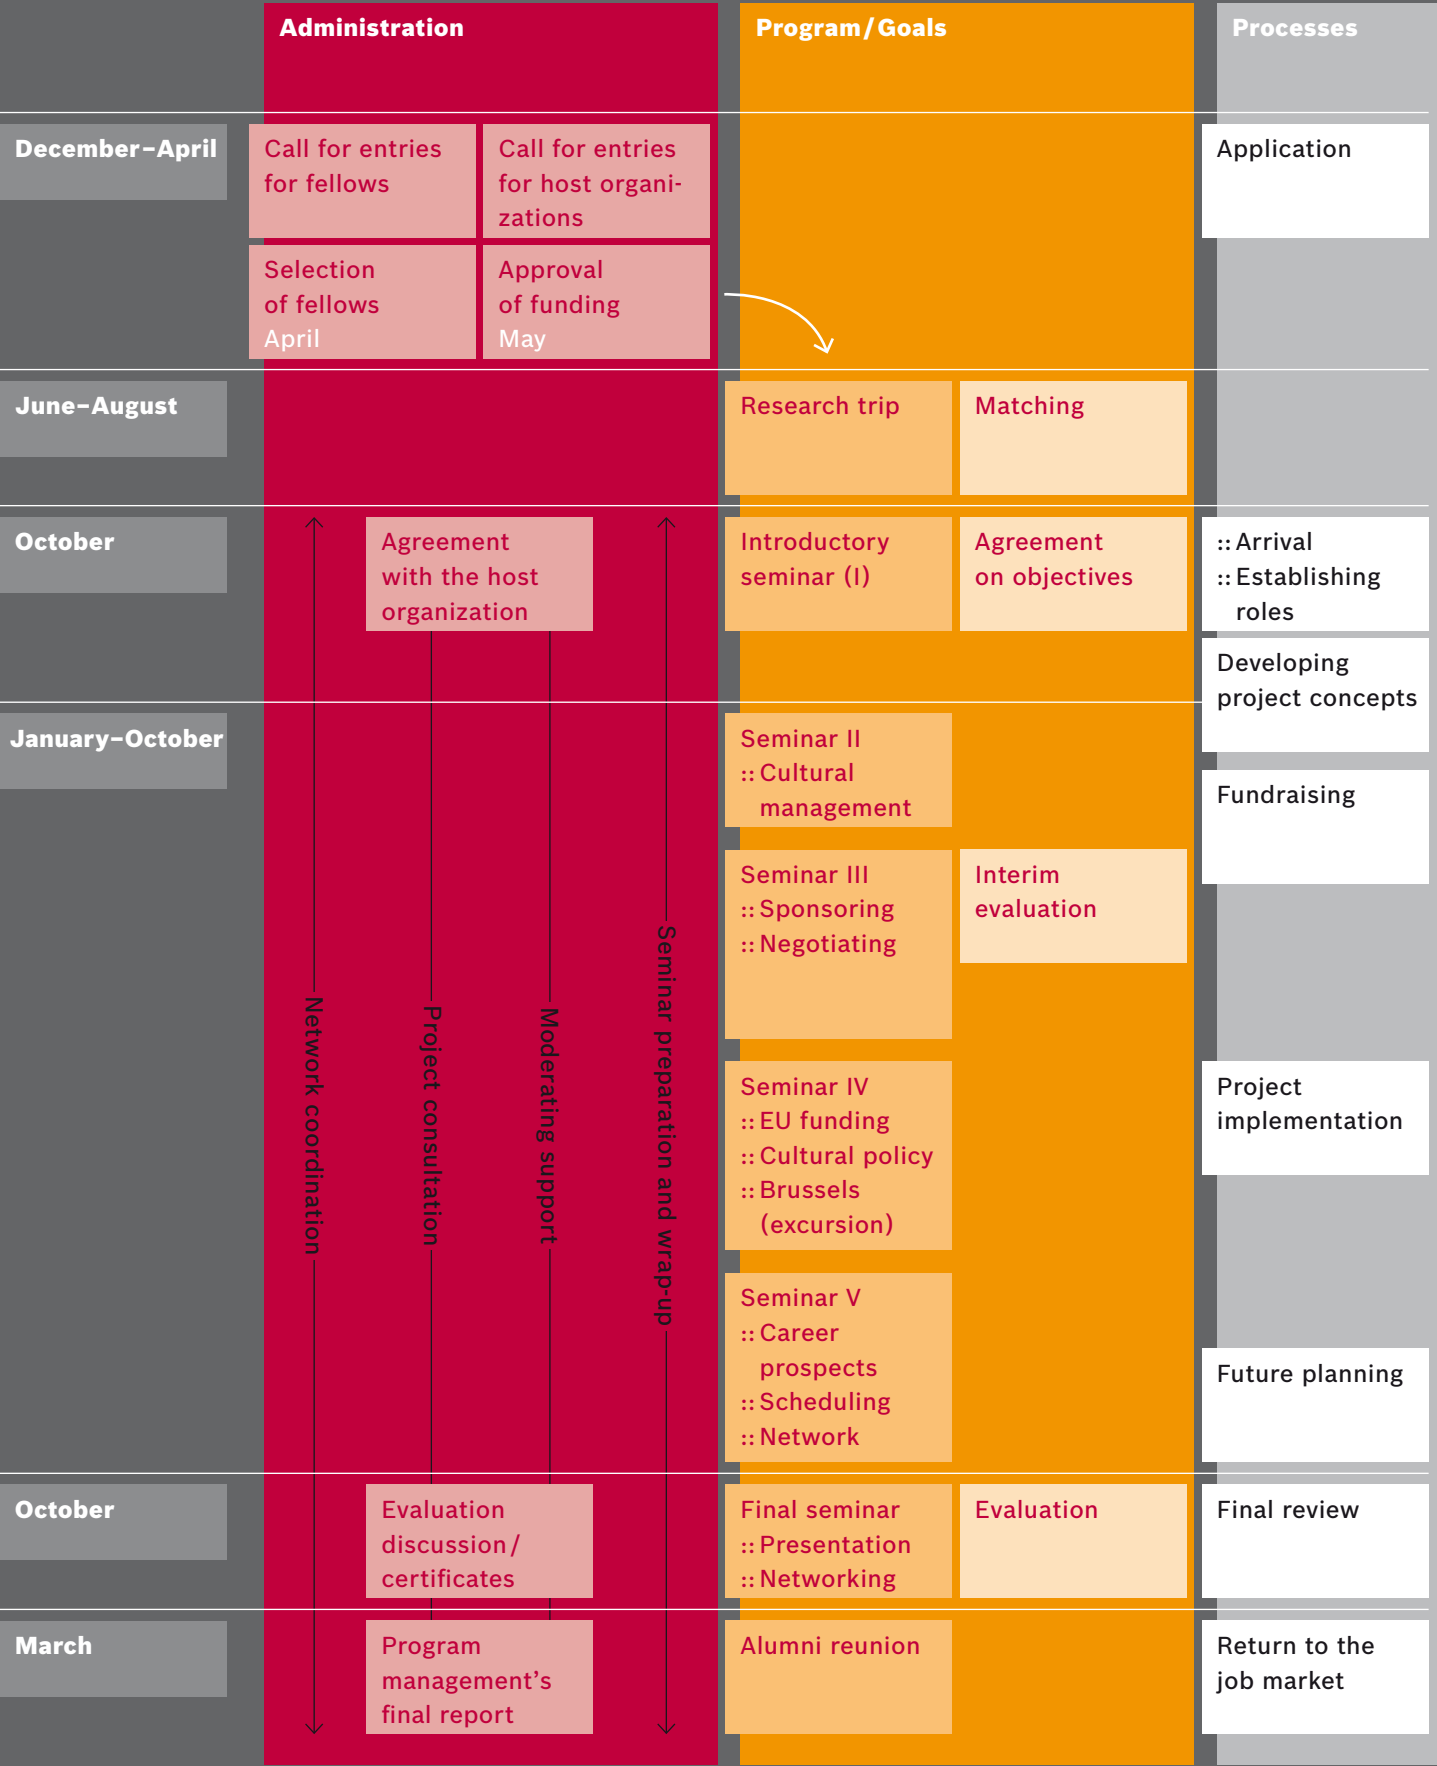 Administration
Program/Goals
Processes
December–April
Call for entries
for fellows
Call for entries
for host organi-
zations
Application
Selection
of fellows
April
Approval
of funding
May
June–August
Research trip
Matching
October
Agreement
with the host
organization
Introductory
seminar (I)
Agreement
on objectives
:: Arrival
:: Establishing
roles
Developing
project concepts
January–October
Seminar II
:: Cultural
management
Fundraising
Seminar III
:: Sponsoring
:: Negotiating
Interim
evaluation
Network coordination
Project consultation
Moderating support
Seminar preparation and wrap-up
Seminar IV
:: EU funding
:: Cultural policy
:: Brussels
(excursion)
Project
implementation
Seminar V
:: Career
prospects
:: Scheduling
:: Network
Future planning
October
Evaluation
discussion/
certificates
Final seminar
:: Presentation
:: Networking
Evaluation
Final review
March
Program
management’s
final report
Alumni reunion
Return to the
job market